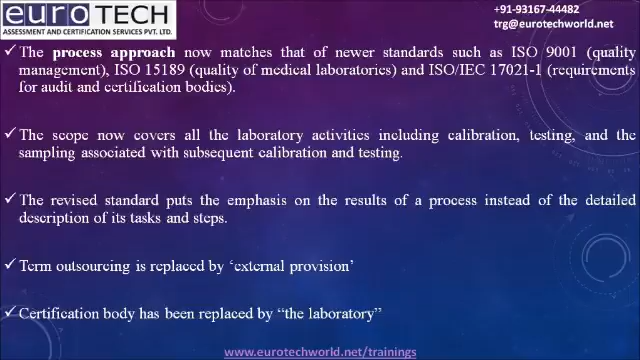 euro TECH
ASSESSMENT AND CERTIFICATION SERVICES PVT. LTD.
+91-93167-44482
trg@eurotechworld.net
✓ The process approach now matches that of newer standards such as ISO 9001 (quality
management), ISO 15189 (quality of medical laboratories) and ISO/IEC 17021-1 (requirements
for audit and certification bodies).
✓ The scope now covers all the laboratory activities including calibration, testing, and the
sampling associated with subsequent calibration and testing.
✓ The revised standard puts the emphasis on the results of a process instead of the detailed
description of its tasks and steps.
✓ Term outsourcing is replaced by ‘external provision’
✓ Certification body has been replaced by “the laboratory”
www.eurotechworld.net/trainings